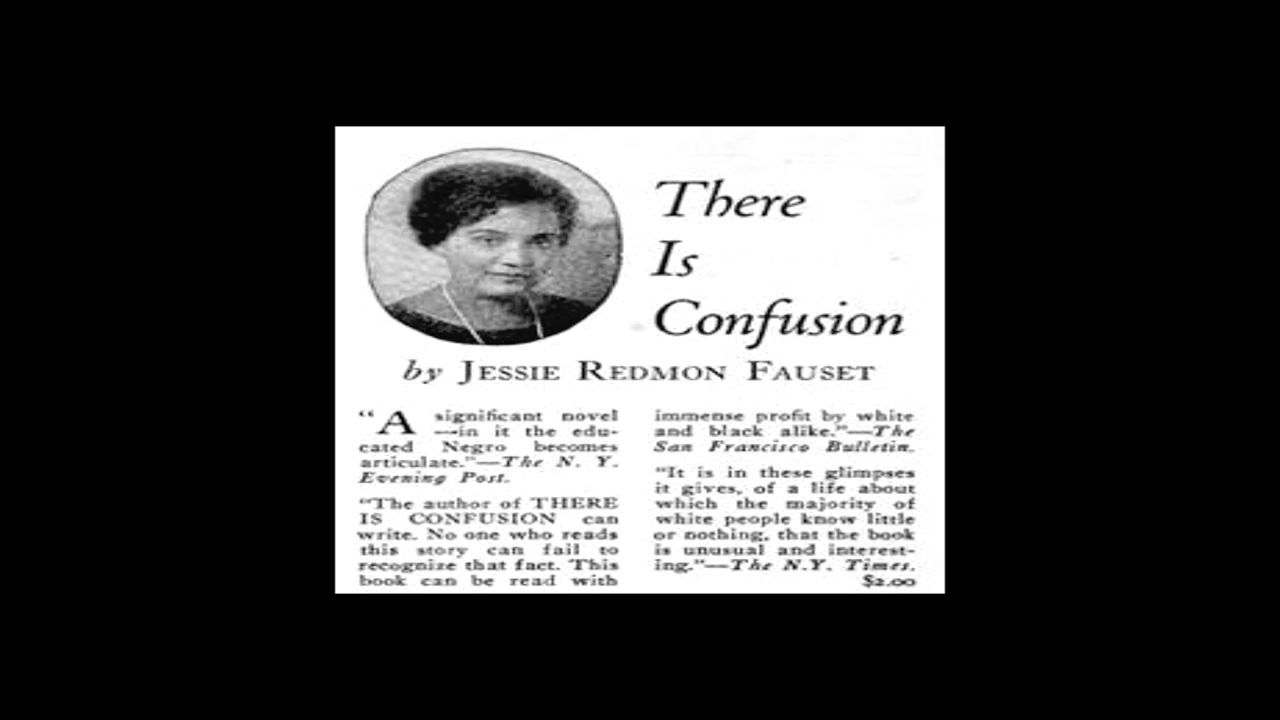 There
Is
Confusion
by JESSIE REDMON FAUSET
"A significant novel
—in it the edu-
cated Negro becomes
articulate."—The N. Y.
Evening Post.
"The author of THERE
IS CONFUSION can
write. No one who reads
this story can fail to
recognize that fact. This
book can be read with
immense profit by white
and black alike."—The
San Francisco Bulletin.
"It is in these glimpses
it gives, of a life about
which the majority of
white people know little
or nothing, that the book
is unusual and interest-
ing."—The N.Y. Times.
$2.00